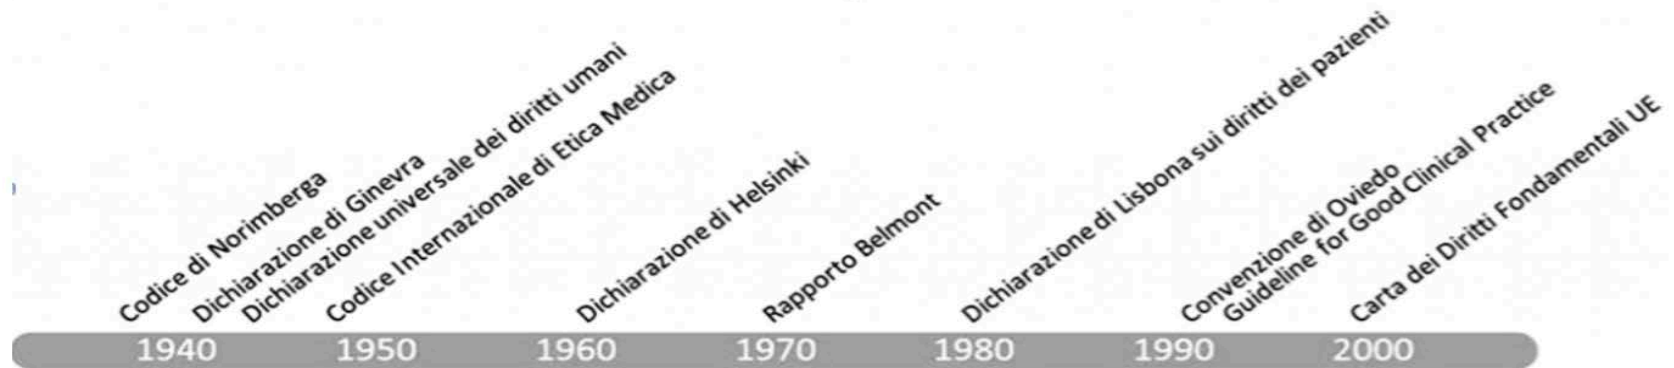 Codice di Norimberga
Dichiarazione di Ginevra
Dichiarazione universale dei diritti umani
Codice Internazionale di Etica Medica
Dichiarazione di Helsinki
Rapporto Belmont
Dichiarazione di Lisbona sui diritti dei pazienti
Convenzione di Oviedo
Guideline for Good Clinical Practice
Carta dei Diritti Fondamentali UE
1940 1950 1960 1970 1980 1990 2000